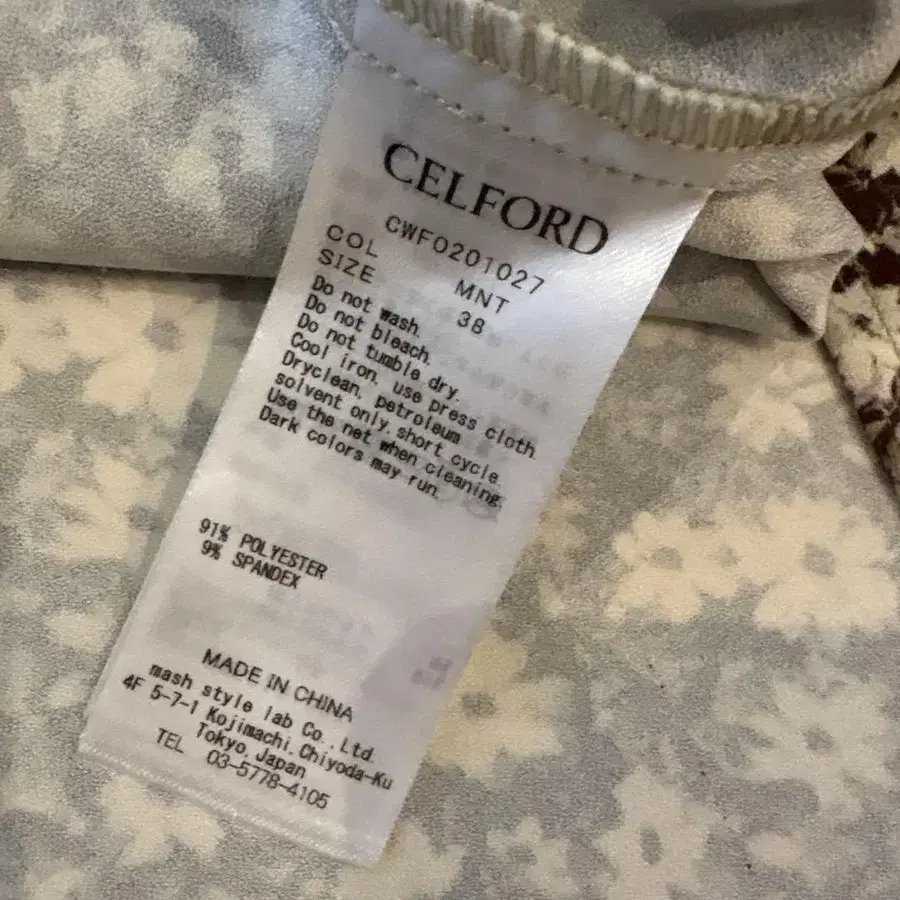 CELFORD
CWFO201027
COL MNT
SIZE 38
Do not wash.
Do not bleach.
Do not tumble dry.
Cool iron, use press cloth.
Dryclean, petroleum
solvent only.short cycle.
Use the net when cleaning.
Dark colors may run.
91% POLYESTER
9% SPANDEX
MADE IN CHINA
mash style lab Co.,Ltd.
4F 5-7-1 Kojimachi,Chiyoda-Ku
Tokyo,Japan
TEL 03-5778-4105